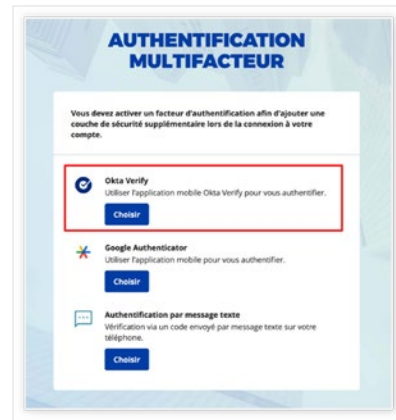 AUTHENTIFICATION
MULTIFACTEUR
Vous devez activer un facteur d'authentification afin d'ajouter une
couche de sécurité supplémentaire lors de la connexion à votre
compte.
Okta Verify
Utiliser l'application mobile Okta Verify pour vous authentifier.
Choisir
Google Authenticator
Utiliser l'application mobile pour vous authentifier.
Choisir
Authentification par message texte
Vérification via un code envoyé par message texte sur votre
téléphone.
Choisir